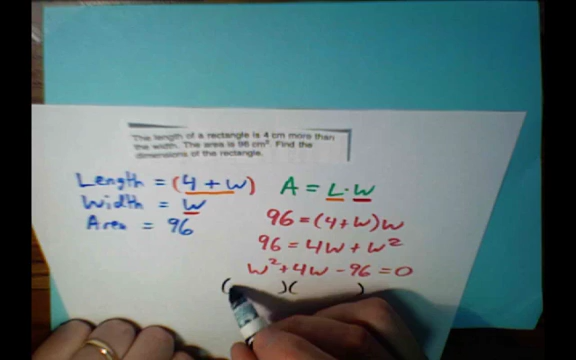 The length of a rectangle is 4 cm more than
the width. The area is 96 cm². Find the
dimensions of the rectangle.
Length = (4 + w)
Width = w
Area = 96
A = L · w
96 = (4 + w) w
96 = 4w + w²
w² + 4w - 96 = 0
(      )(      )